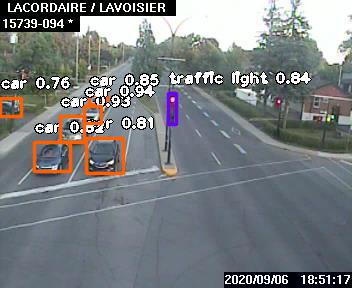 LACORDAIRE / LAVOISIER
15739-094 *
car 0.76
car 0.85
traffic light 0.84
car 0.94
car 0.93
car 0.81
2020/09/06 18:51:17